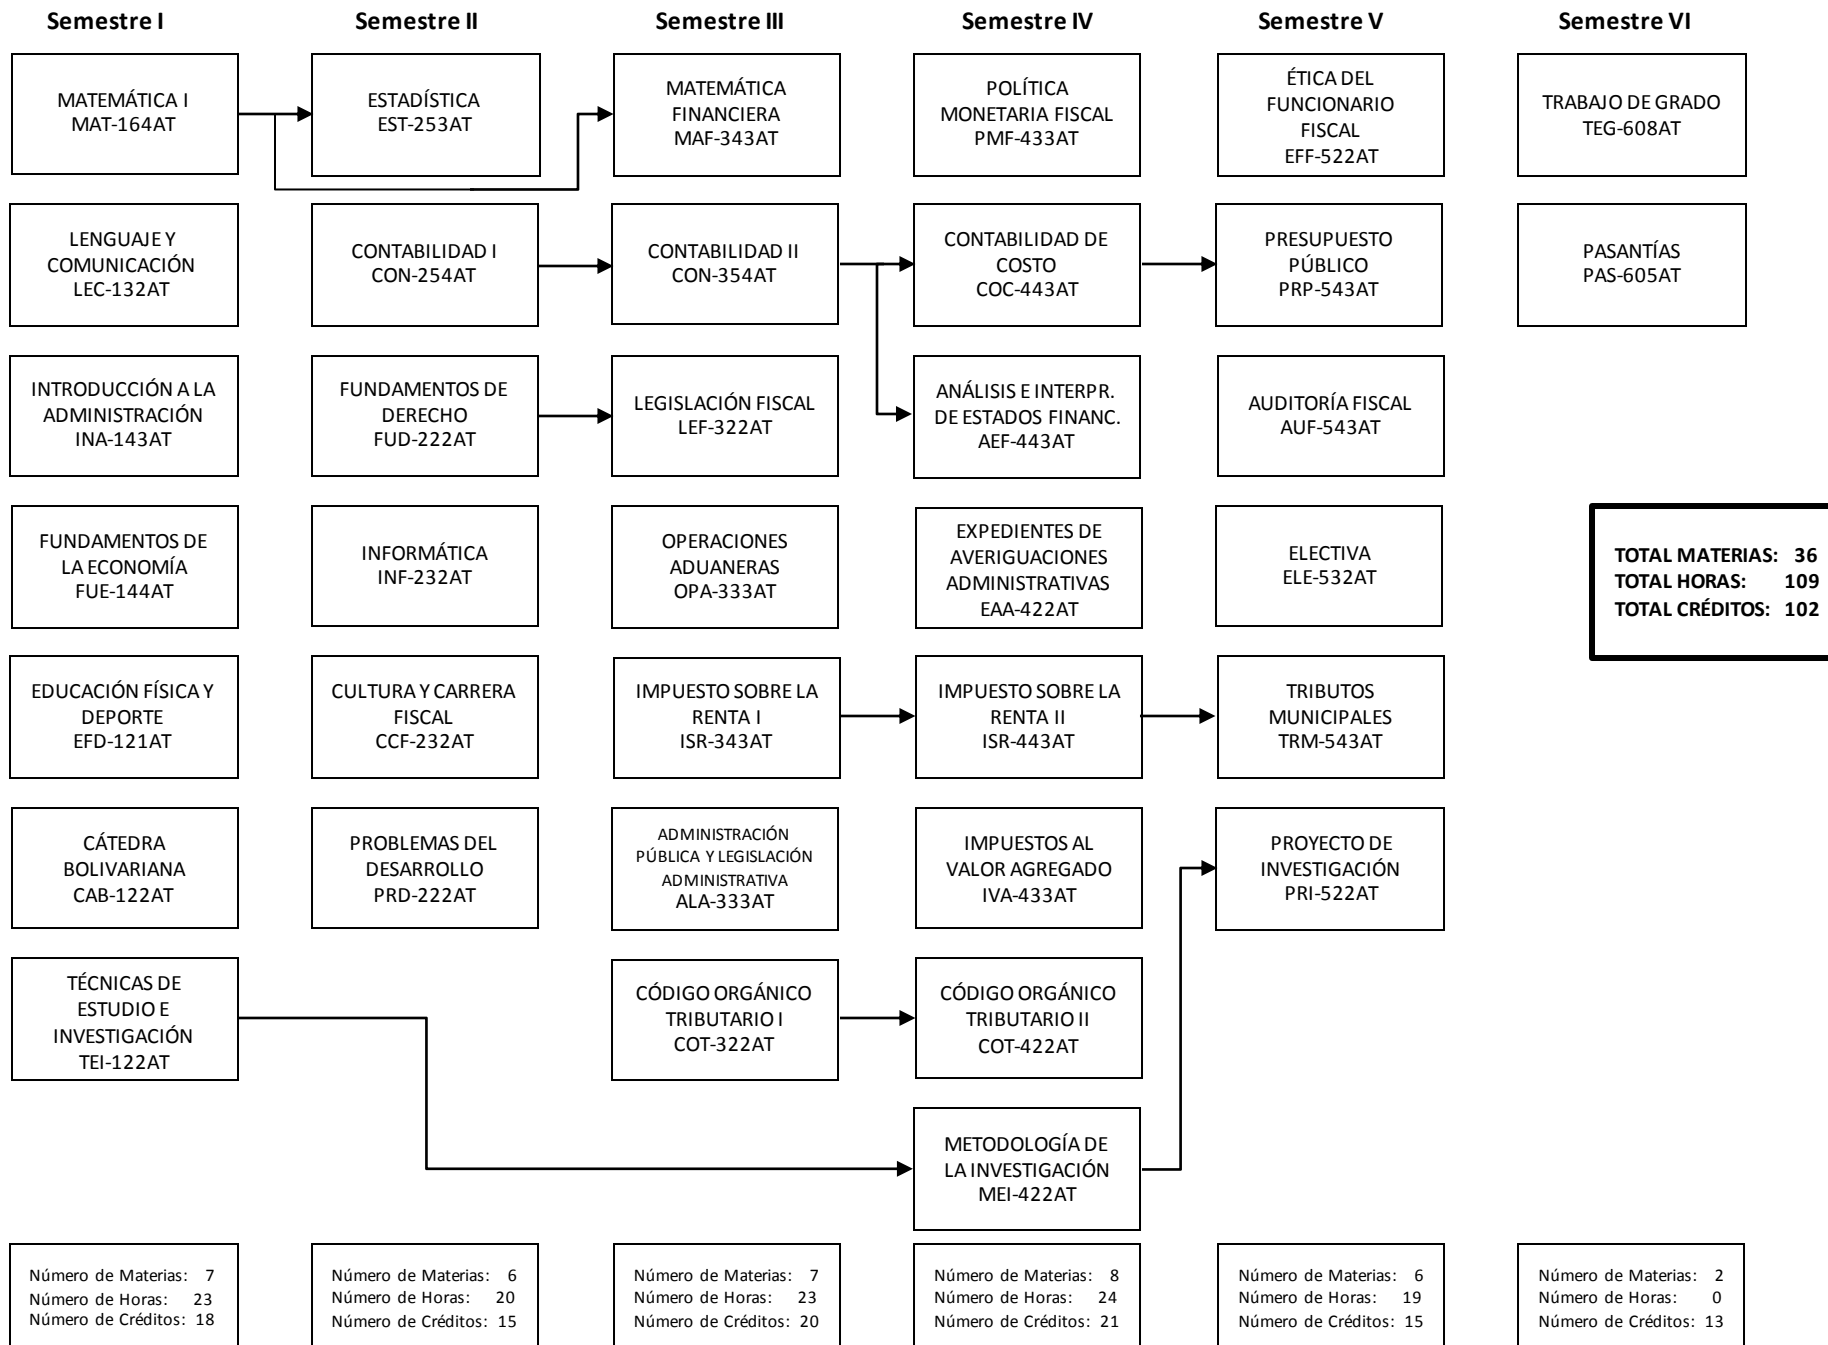 Semestre I
Semestre II
Semestre III
Semestre IV
Semestre V
Semestre VI
MATEMÁTICA I
MAT-164AT
ESTADÍSTICA
EST-253AT
MATEMÁTICA
FINANCIERA
MAF-343AT
POLÍTICA
MONETARIA FISCAL
PMF-433AT
ÉTICA DEL
FUNCIONARIO
FISCAL
EFF-522AT
TRABAJO DE GRADO
TEG-608AT
LENGUAJE Y
COMUNICACIÓN
LEC-132AT
CONTABILIDAD I
CON-254AT
CONTABILIDAD II
CON-354AT
CONTABILIDAD DE
COSTO
COC-443AT
PRESUPUESTO
PÚBLICO
PRP-543AT
PASANTÍAS
PAS-605AT
INTRODUCCIÓN A LA
ADMINISTRACIÓN
INA-143AT
FUNDAMENTOS DE
DERECHO
FUD-222AT
LEGISLACIÓN FISCAL
LEF-322AT
ANÁLISIS E INTERPR.
DE ESTADOS FINANC.
AEF-443AT
AUDITORÍA FISCAL
AUF-543AT
FUNDAMENTOS DE
LA ECONOMÍA
FUE-144AT
INFORMÁTICA
INF-232AT
OPERACIONES
ADUANERAS
OPA-333AT
EXPEDIENTES DE
AVERIGUACIONES
ADMINISTRATIVAS
EAA-422AT
ELECTIVA
ELE-532AT
TOTAL MATERIAS: 36
TOTAL HORAS: 109
TOTAL CRÉDITOS: 102
EDUCACIÓN FÍSICA Y
DEPORTE
EFD-121AT
CULTURA Y CARRERA
FISCAL
CCF-232AT
IMPUESTO SOBRE LA
RENTA I
ISR-343AT
IMPUESTO SOBRE LA
RENTA II
ISR-443AT
TRIBUTOS
MUNICIPALES
TRM-543AT
CÁTEDRA
BOLIVARIANA
CAB-122AT
PROBLEMAS DEL
DESARROLLO
PRD-222AT
ADMINISTRACIÓN
PÚBLICA Y LEGISLACIÓN
ADMINISTRATIVA
ALA-333AT
IMPUESTOS AL
VALOR AGREGADO
IVA-433AT
PROYECTO DE
INVESTIGACIÓN
PRI-522AT
TÉCNICAS DE
ESTUDIO E
INVESTIGACIÓN
TEI-122AT
CÓDIGO ORGÁNICO
TRIBUTARIO I
COT-322AT
CÓDIGO ORGÁNICO
TRIBUTARIO II
COT-422AT
METODOLOGÍA DE
LA INVESTIGACIÓN
MEI-422AT
Número de Materias: 7
Número de Horas: 23
Número de Créditos: 18
Número de Materias: 6
Número de Horas: 20
Número de Créditos: 15
Número de Materias: 7
Número de Horas: 23
Número de Créditos: 20
Número de Materias: 8
Número de Horas: 24
Número de Créditos: 21
Número de Materias: 6
Número de Horas: 19
Número de Créditos: 15
Número de Materias: 2
Número de Horas: 0
Número de Créditos: 13